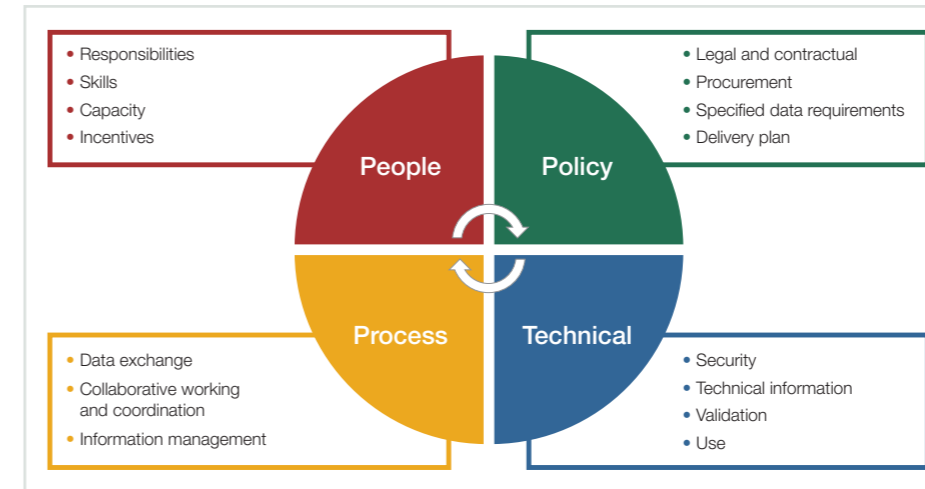 • Responsibilities
• Skills
• Capacity
• Incentives
• Legal and contractual
• Procurement
• Specified data requirements
• Delivery plan
People
Policy
Process
Technical
• Data exchange
• Collaborative working
and coordination
• Information management
• Security
• Technical information
• Validation
• Use